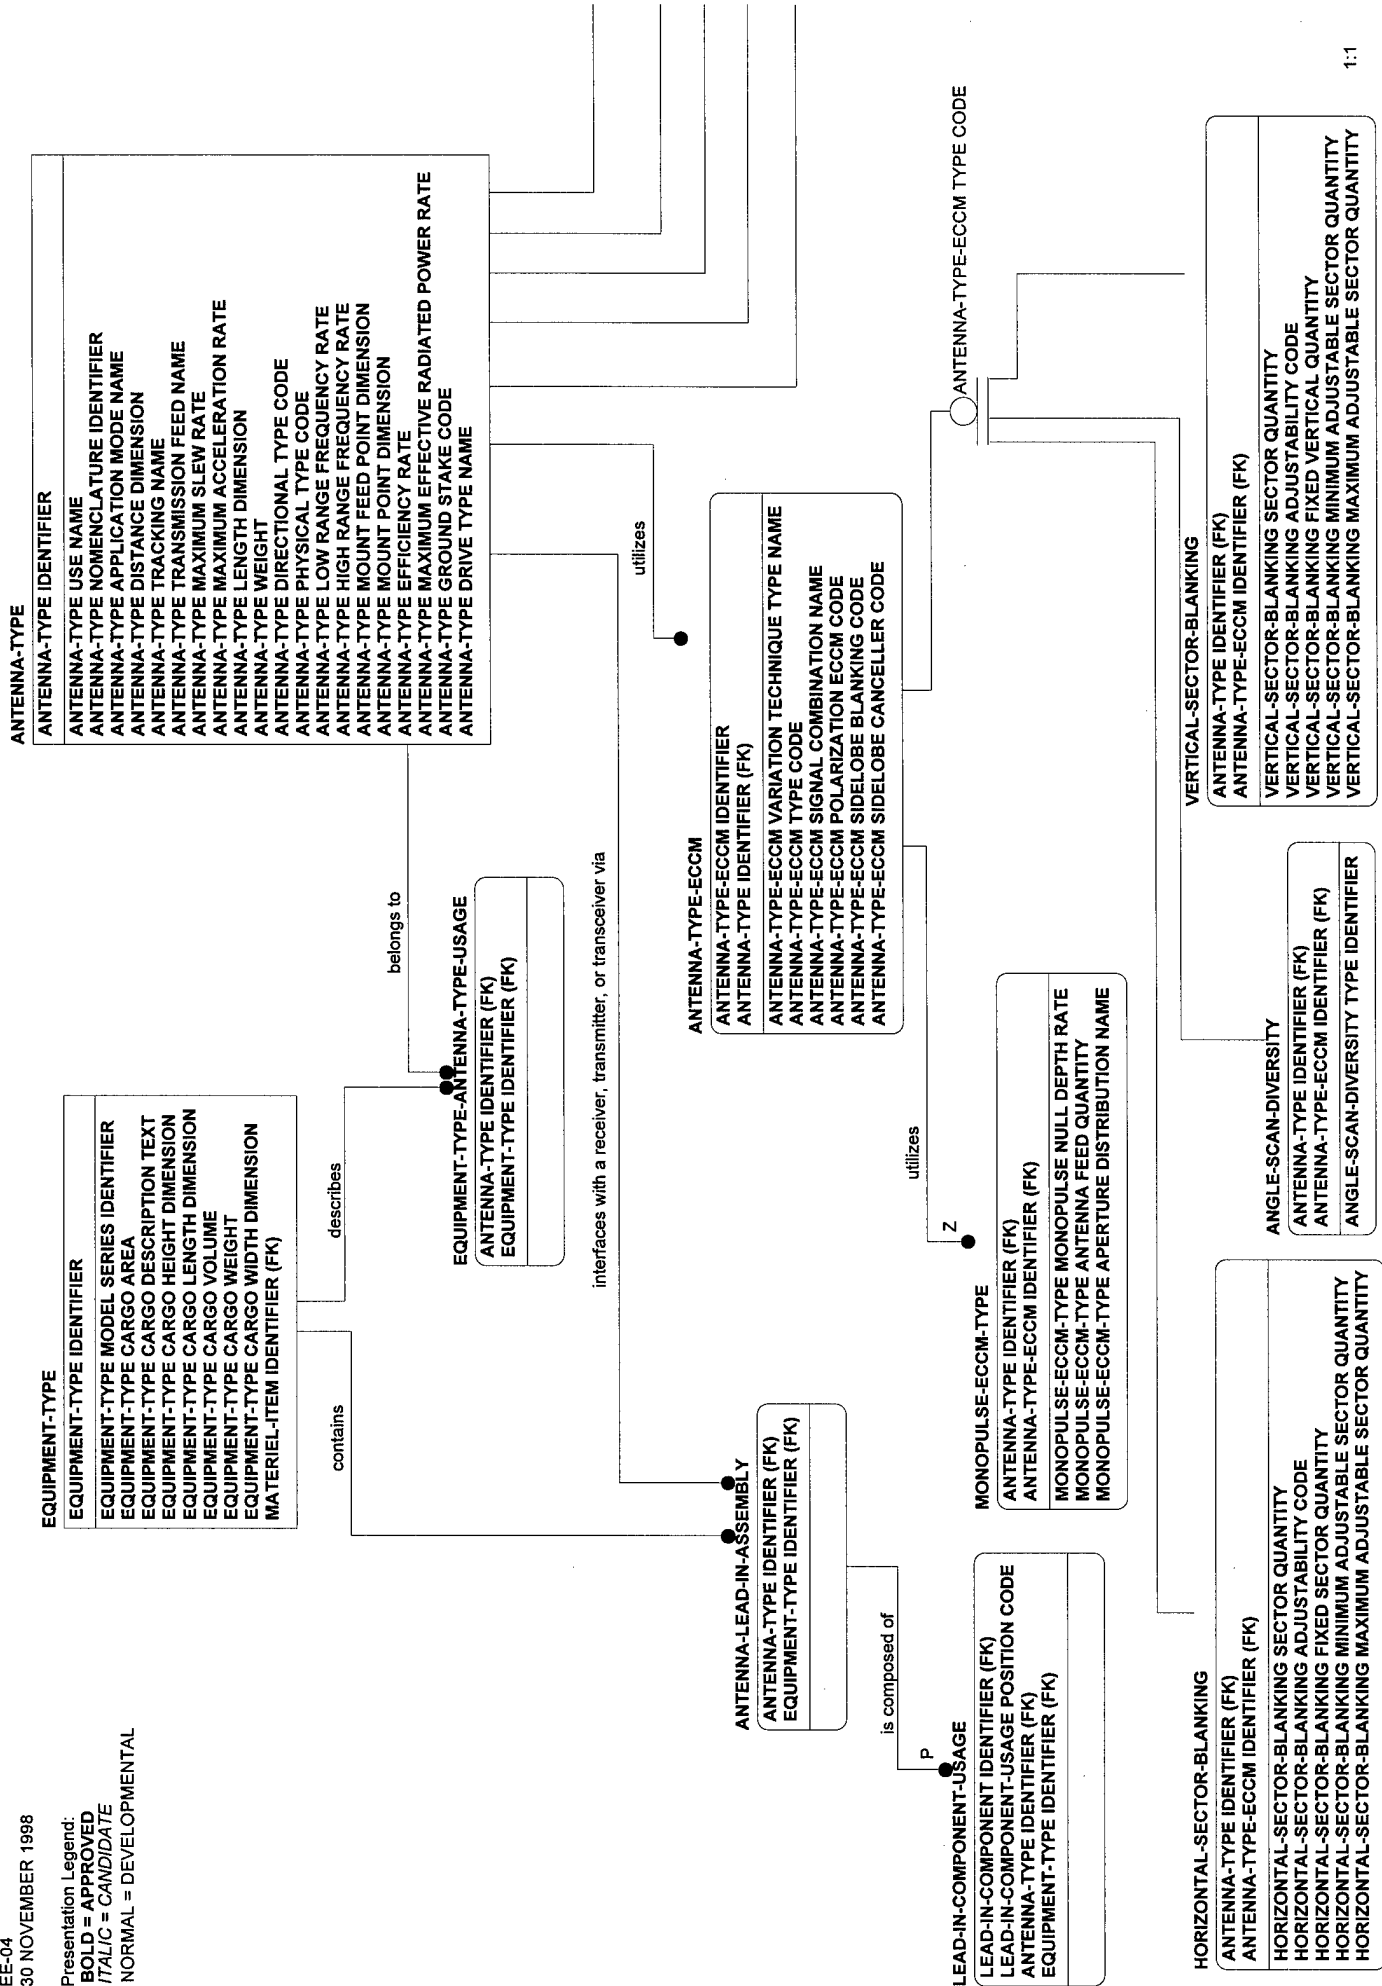 EE-04
30 NOVEMBER 1998
Presentation Legend:
BOLD = APPROVED
ITALIC = CANDIDATE
NORMAL = DEVELOPMENTAL
EQUIPMENT-TYPE
EQUIPMENT-TYPE IDENTIFIER
EQUIPMENT-TYPE MODEL SERIES IDENTIFIER
EQUIPMENT-TYPE CARGO AREA
EQUIPMENT-TYPE CARGO DESCRIPTION TEXT
EQUIPMENT-TYPE CARGO HEIGHT DIMENSION
EQUIPMENT-TYPE CARGO LENGTH DIMENSION
EQUIPMENT-TYPE CARGO VOLUME
EQUIPMENT-TYPE CARGO WEIGHT
EQUIPMENT-TYPE CARGO WIDTH DIMENSION
MATERIEL-ITEM IDENTIFIER (FK)
ANTENNA-TYPE
ANTENNA-TYPE IDENTIFIER
ANTENNA-TYPE USE NAME
ANTENNA-TYPE NOMENCLATURE IDENTIFIER
ANTENNA-TYPE APPLICATION MODE NAME
ANTENNA-TYPE DISTANCE DIMENSION
ANTENNA-TYPE TRACKING NAME
ANTENNA-TYPE TRANSMISSION FEED NAME
ANTENNA-TYPE MAXIMUM SLEW RATE
ANTENNA-TYPE MAXIMUM ACCELERATION RATE
ANTENNA-TYPE LENGTH DIMENSION
ANTENNA-TYPE WEIGHT
ANTENNA-TYPE DIRECTIONAL TYPE CODE
ANTENNA-TYPE PHYSICAL TYPE CODE
ANTENNA-TYPE LOW RANGE FREQUENCY RATE
ANTENNA-TYPE HIGH RANGE FREQUENCY RATE
ANTENNA-TYPE MOUNT FEED POINT DIMENSION
ANTENNA-TYPE MOUNT POINT DIMENSION
ANTENNA-TYPE EFFICIENCY RATE
ANTENNA-TYPE MAXIMUM EFFECTIVE RADIATED POWER RATE
ANTENNA-TYPE GROUND STAKE CODE
ANTENNA-TYPE DRIVE TYPE NAME
contains
describes
belongs to
EQUIPMENT-TYPE-ANTENNA-TYPE-USAGE
ANTENNA-TYPE IDENTIFIER (FK)
EQUIPMENT-TYPE IDENTIFIER (FK)
interfaces with a receiver, transmitter, or transceiver via
utilizes
ANTENNA-LEAD-IN-ASSEMBLY
ANTENNA-TYPE IDENTIFIER (FK)
EQUIPMENT-TYPE IDENTIFIER (FK)
ANTENNA-TYPE-ECCM
ANTENNA-TYPE-ECCM IDENTIFIER
ANTENNA-TYPE IDENTIFIER (FK)
ANTENNA-TYPE-ECCM VARIATION TECHNIQUE TYPE NAME
ANTENNA-TYPE-ECCM TYPE CODE
ANTENNA-TYPE-ECCM SIGNAL COMBINATION NAME
ANTENNA-TYPE-ECCM POLARIZATION ECCM CODE
ANTENNA-TYPE-ECCM SIDELOBE BLANKING CODE
ANTENNA-TYPE-ECCM SIDELOBE CANCELLER CODE
is composed of
P
utilizes
Z
ANTENNA-TYPE-ECCM TYPE CODE
LEAD-IN-COMPONENT-USAGE
LEAD-IN-COMPONENT IDENTIFIER (FK)
LEAD-IN-COMPONENT-USAGE POSITION CODE
ANTENNA-TYPE IDENTIFIER (FK)
EQUIPMENT-TYPE IDENTIFIER (FK)
MONOPULSE-ECCM-TYPE
ANTENNA-TYPE IDENTIFIER (FK)
ANTENNA-TYPE-ECCM IDENTIFIER (FK)
MONOPULSE-ECCM-TYPE MONOPULSE NULL DEPTH RATE
MONOPULSE-ECCM-TYPE ANTENNA FEED QUANTITY
MONOPULSE-ECCM-TYPE APERTURE DISTRIBUTION NAME
HORIZONTAL-SECTOR-BLANKING
ANTENNA-TYPE IDENTIFIER (FK)
ANTENNA-TYPE-ECCM IDENTIFIER (FK)
HORIZONTAL-SECTOR-BLANKING SECTOR QUANTITY
HORIZONTAL-SECTOR-BLANKING ADJUSTABILITY CODE
HORIZONTAL-SECTOR-BLANKING FIXED SECTOR QUANTITY
HORIZONTAL-SECTOR-BLANKING MINIMUM ADJUSTABLE SECTOR QUANTITY
HORIZONTAL-SECTOR-BLANKING MAXIMUM ADJUSTABLE SECTOR QUANTITY
ANGLE-SCAN-DIVERSITY
ANTENNA-TYPE IDENTIFIER (FK)
ANTENNA-TYPE-ECCM IDENTIFIER (FK)
ANGLE-SCAN-DIVERSITY TYPE IDENTIFIER
VERTICAL-SECTOR-BLANKING
ANTENNA-TYPE IDENTIFIER (FK)
ANTENNA-TYPE-ECCM IDENTIFIER (FK)
VERTICAL-SECTOR-BLANKING SECTOR QUANTITY
VERTICAL-SECTOR-BLANKING ADJUSTABILITY CODE
VERTICAL-SECTOR-BLANKING FIXED VERTICAL QUANTITY
VERTICAL-SECTOR-BLANKING MINIMUM ADJUSTABLE SECTOR QUANTITY
VERTICAL-SECTOR-BLANKING MAXIMUM ADJUSTABLE SECTOR QUANTITY
1:1